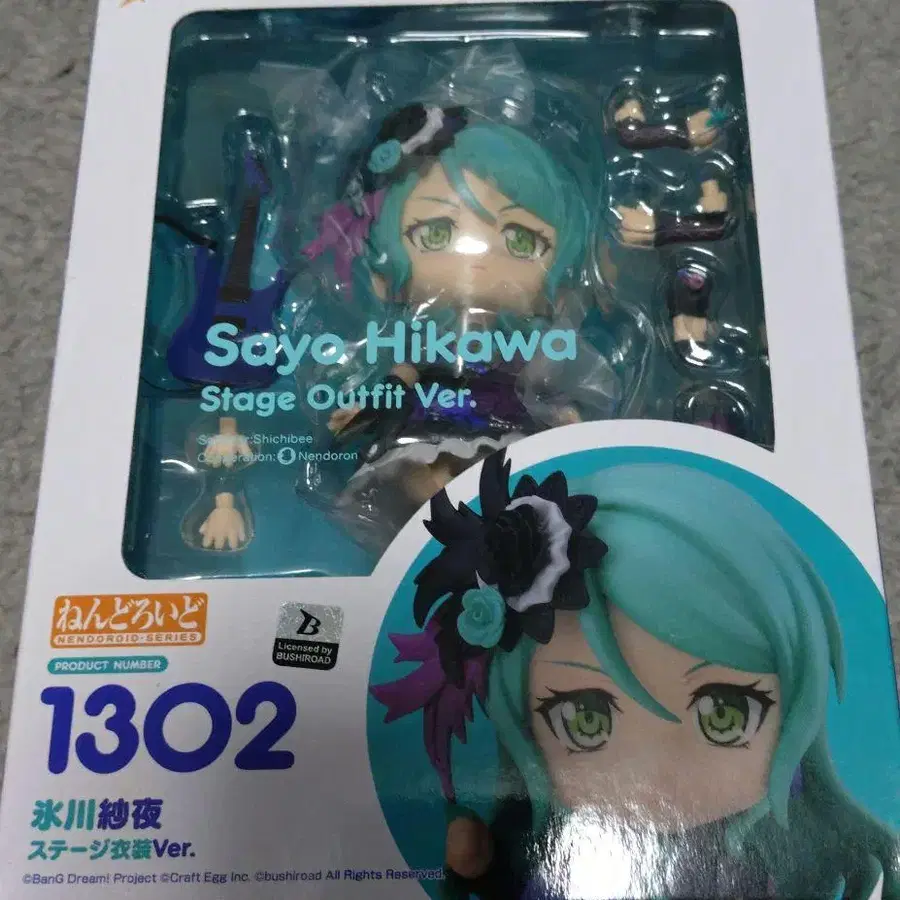 Sayo Hikawa
Stage Outfit Ver.
Sculptor:Shichibee
Cooperation: Nendoron
ねんどろいど
NENDOROID-SERIES
B
Licensed by
BUSHIROAD
PRODUCT NUMBER
1302
氷川紗夜
ステージ衣装Ver.
©BanG Dream! Project ©Craft Egg Inc. ©bushiroad All Rights Reserved.